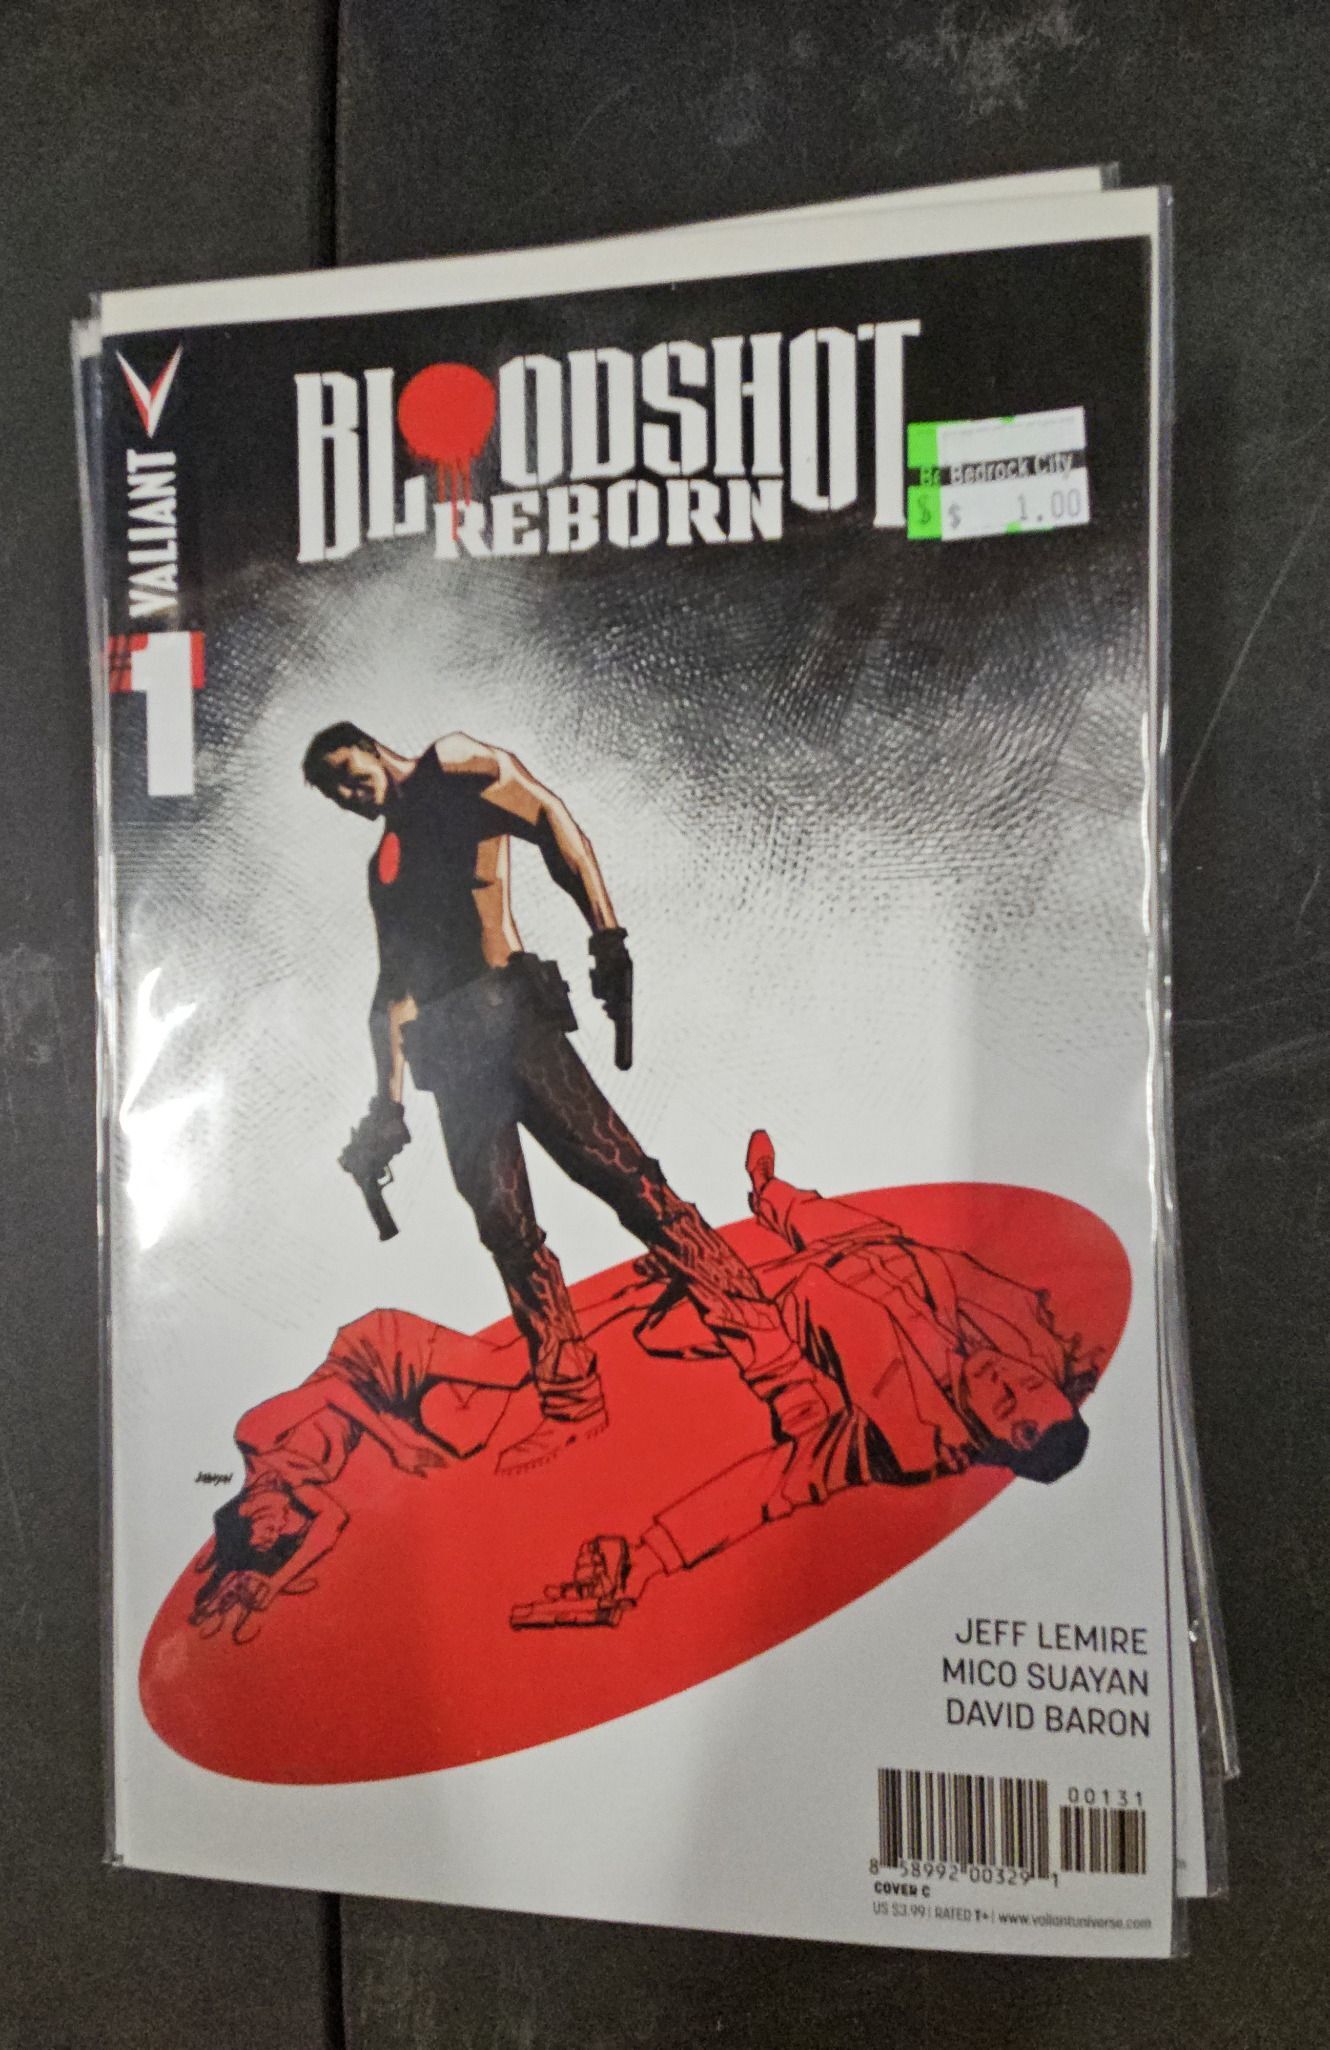 VALIANT
#1
BLOODSHOT
REBORN
Bedrock City
$ 1.00
JEFF LEMIRE
MICO SUAYAN
DAVID BARON
00131
8 58992 00329 1
COVER C
US $3.99 | RATED T+ | www.valiantuniverse.com